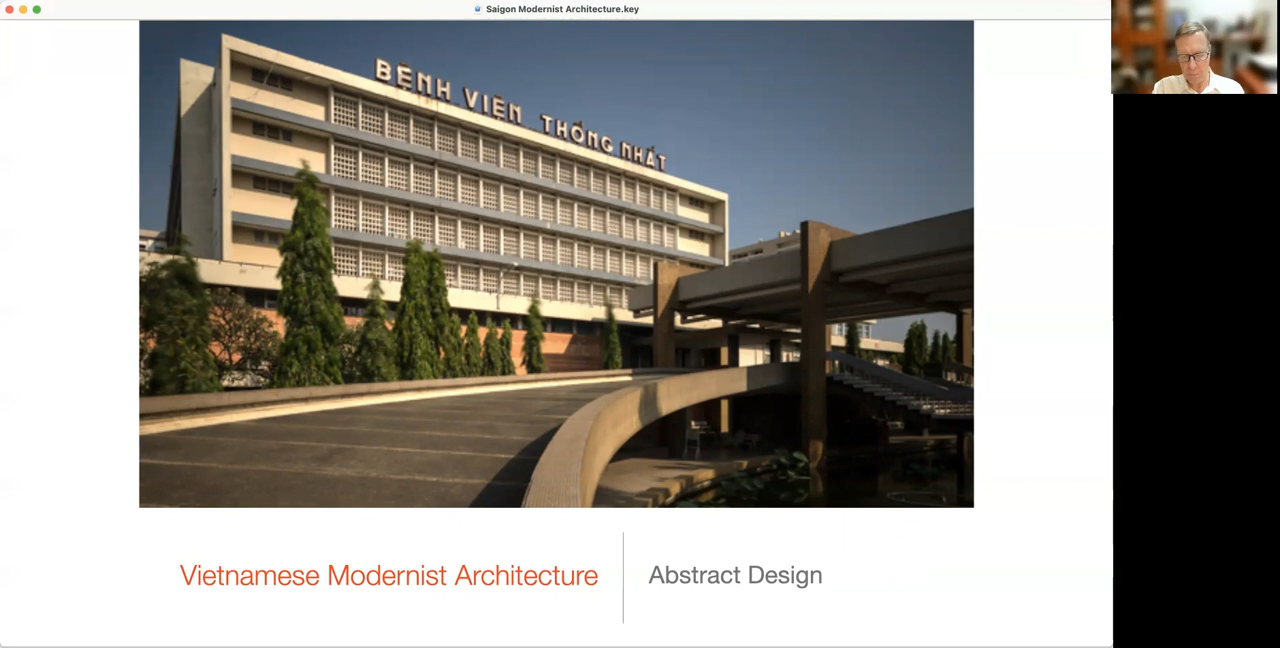 Saigon Modernist Architecture.key
BỆNH VIỆN THỐNG NHẤT
Vietnamese Modernist Architecture
Abstract Design